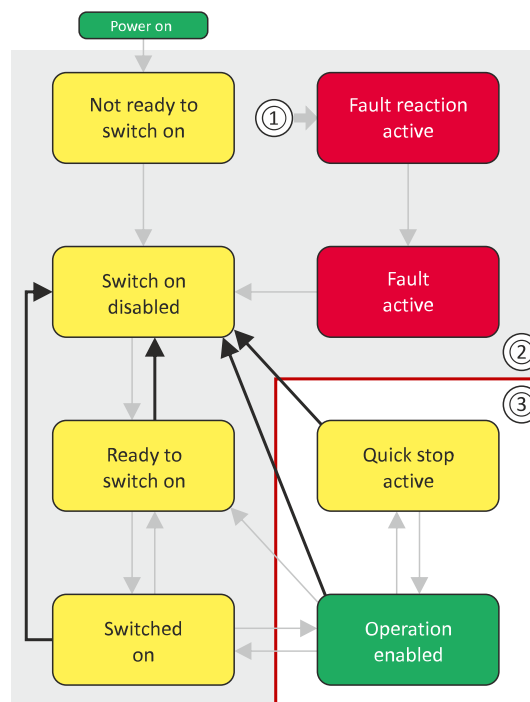 Power on
Not ready to
switch on
①
Fault reaction
active
Switch on
disabled
Fault
active
②
③
Ready to
switch on
Quick stop
active
Switched
on
Operation
enabled